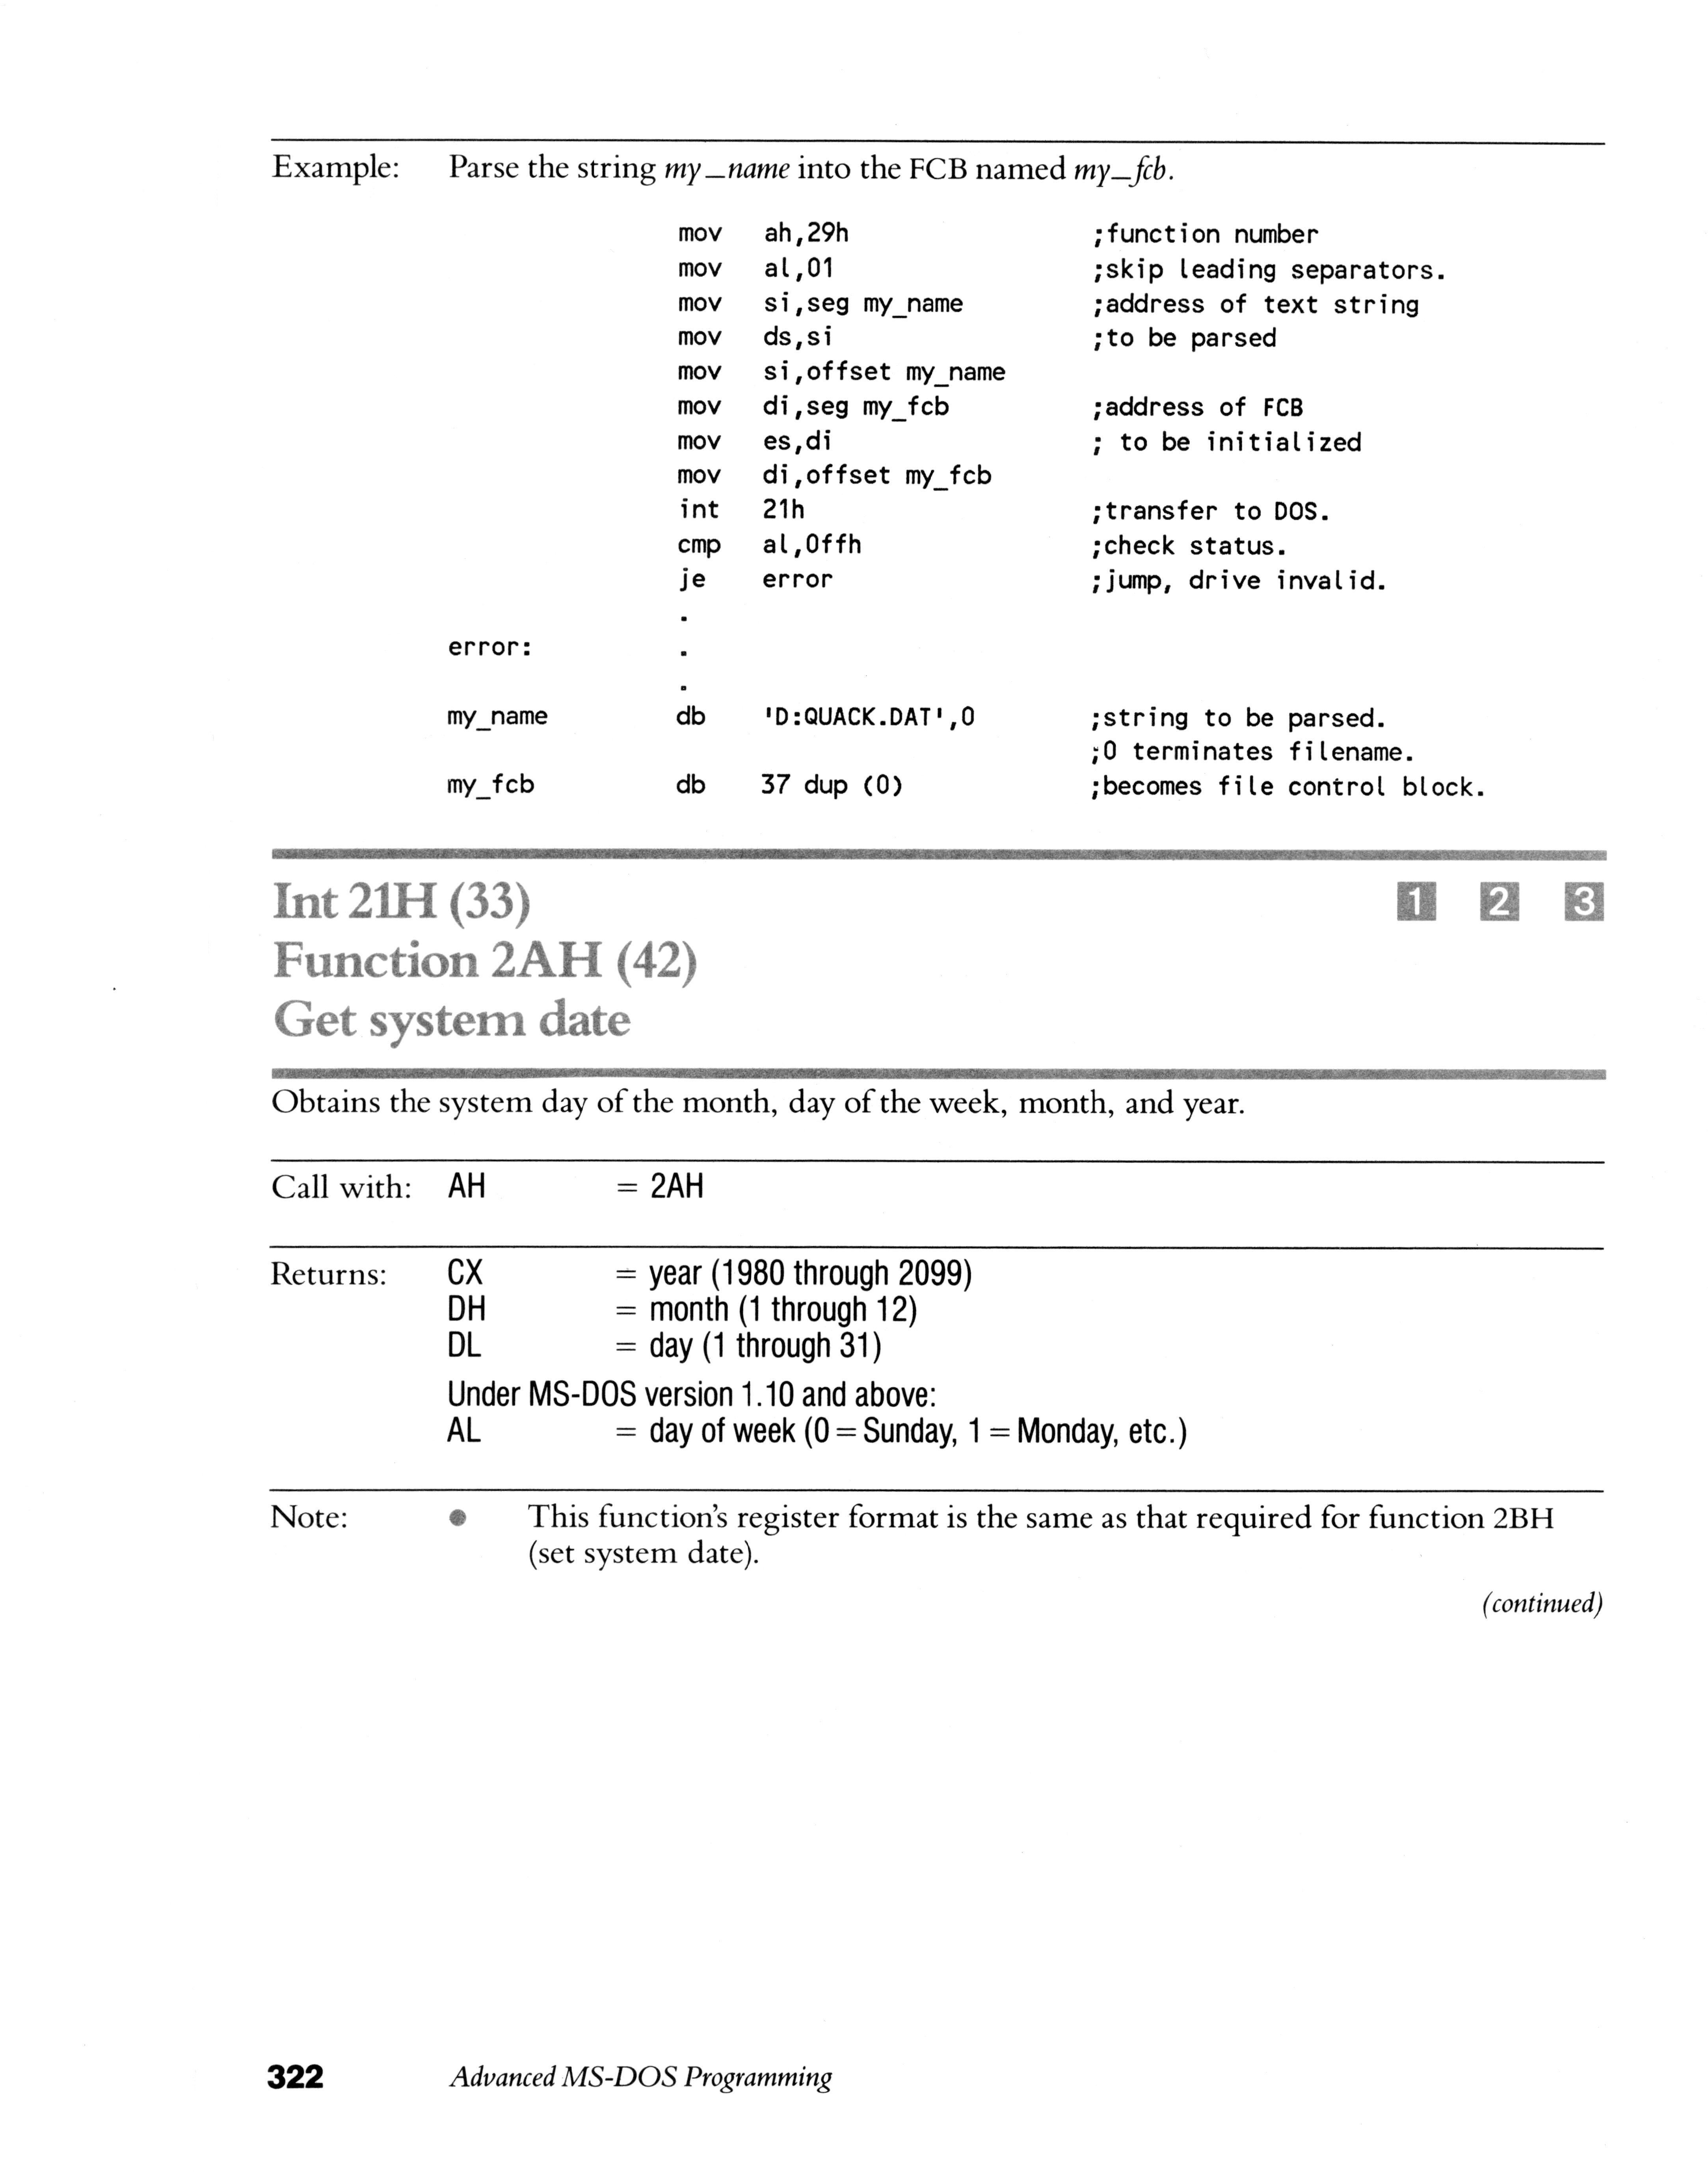 Example: Parse the string my_name into the FCB named my_fcb.
mov ah,29h ;function number
mov al,01 ;skip leading separators.
mov si,seg my_name ;address of text string
mov ds,si ;to be parsed
mov si,offset my_name
mov di,seg my_fcb ;address of FCB
mov es,di ; to be initialized
mov di,offset my_fcb
int 21h ;transfer to DOS.
cmp al,0ffh ;check status.
je error ;jump, drive invalid.
.
error: .
.
my_name db 'D:QUACK.DAT',0 ;string to be parsed.
;0 terminates filename.
my_fcb db 37 dup (0) ;becomes file control block.
Int 21H (33) 1 2 3
Function 2AH (42)
Get system date
Obtains the system day of the month, day of the week, month, and year.
Call with: AH = 2AH
Returns: CX = year (1980 through 2099)
DH = month (1 through 12)
DL = day (1 through 31)
Under MS-DOS version 1.10 and above:
AL = day of week (0 = Sunday, 1 = Monday, etc.)
Note: ● This function's register format is the same as that required for function 2BH
(set system date).
(continued)
322 Advanced MS-DOS Programming